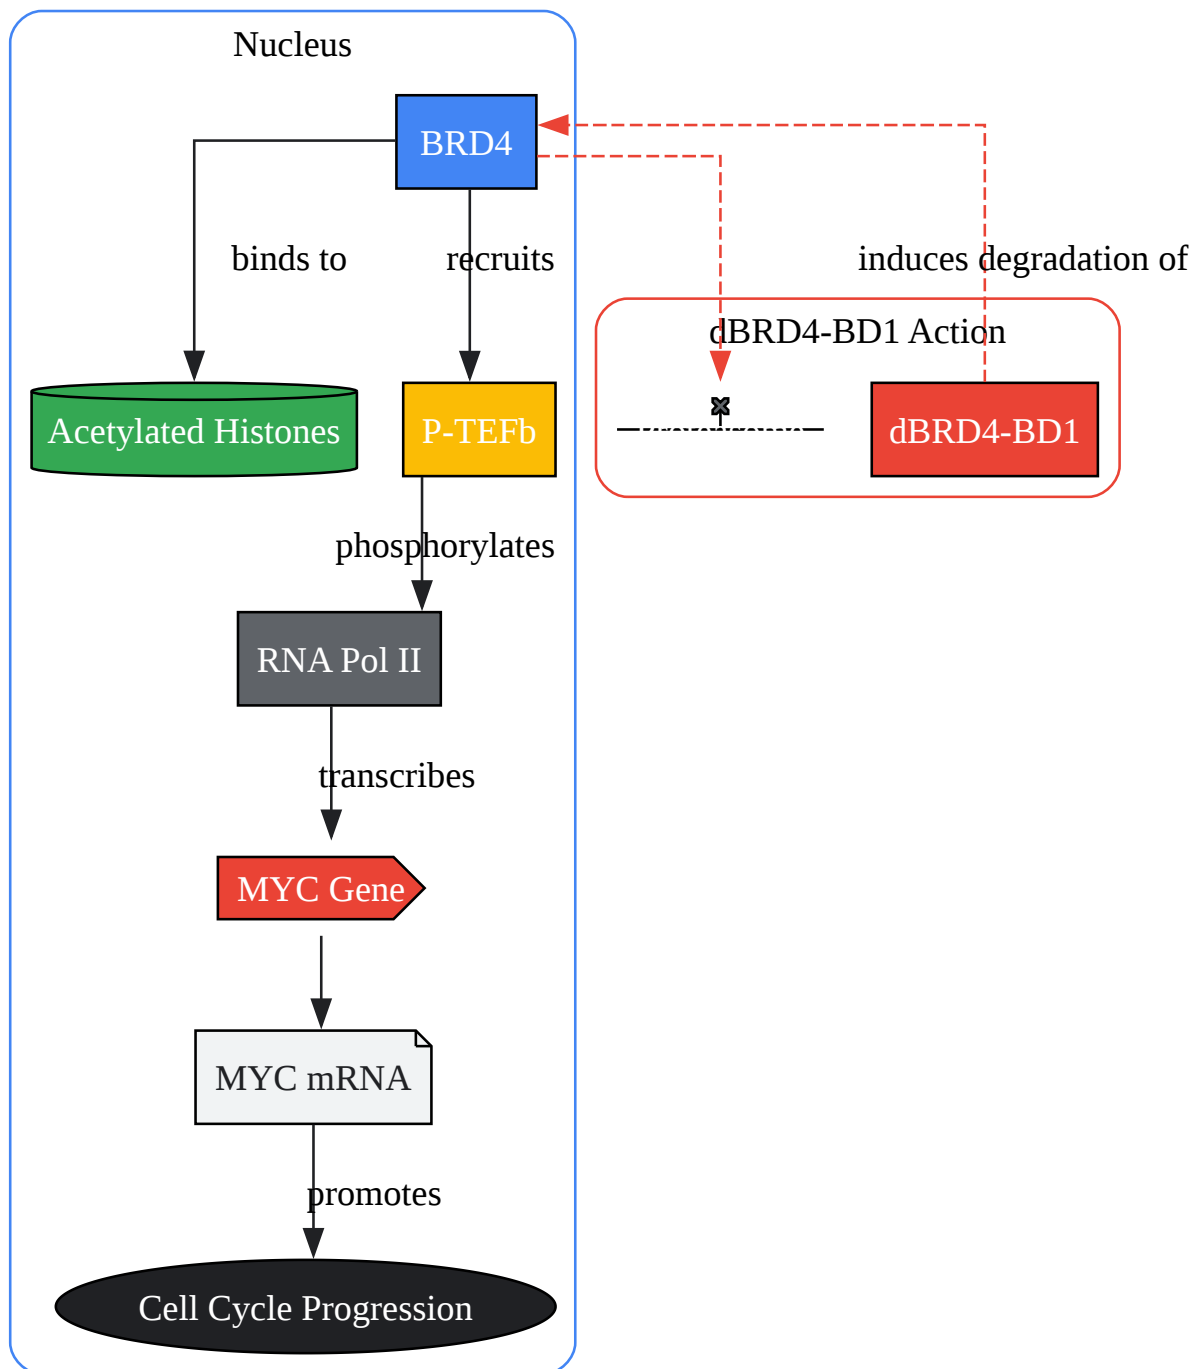 Nucleus
BRD4
binds to
recruits
induces degradation of
dBRD4-BD1 Action
Acetylated Histones
P-TEFb
dBRD4-BD1
phosphorylates
RNA Pol II
transcribes
MYC Gene
MYC mRNA
promotes
Cell Cycle Progression